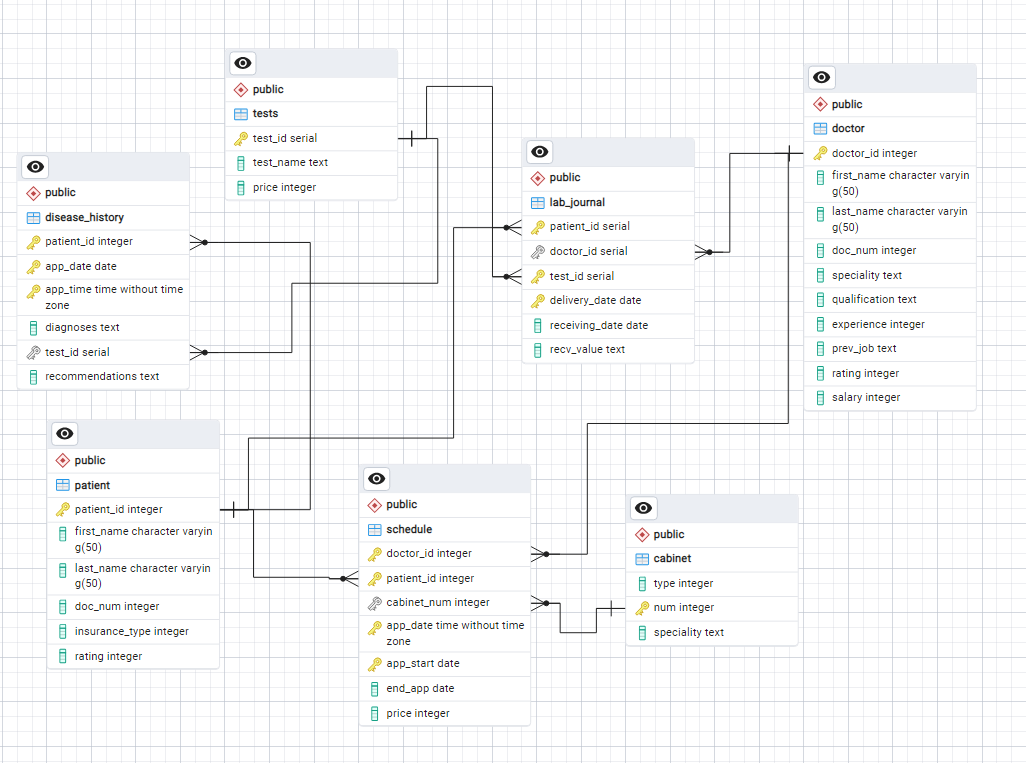 public
tests
test_id serial
test_name text
price integer
public
doctor
doctor_id integer
first_name character varyin
g(50)
last_name character varyin
g(50)
doc_num integer
speciality text
qualification text
experience integer
prev_job text
rating integer
salary integer
public
lab_journal
patient_id serial
doctor_id serial
test_id serial
delivery_date date
receiving_date date
recv_value text
public
disease_history
patient_id integer
app_date date
app_time time without time
zone
diagnoses text
test_id serial
recommendations text
public
patient
patient_id integer
first_name character varyin
g(50)
last_name character varyin
g(50)
doc_num integer
insurance_type integer
rating integer
public
schedule
doctor_id integer
patient_id integer
cabinet_num integer
app_date time without time
zone
app_start date
end_app date
price integer
public
cabinet
type integer
num integer
speciality text